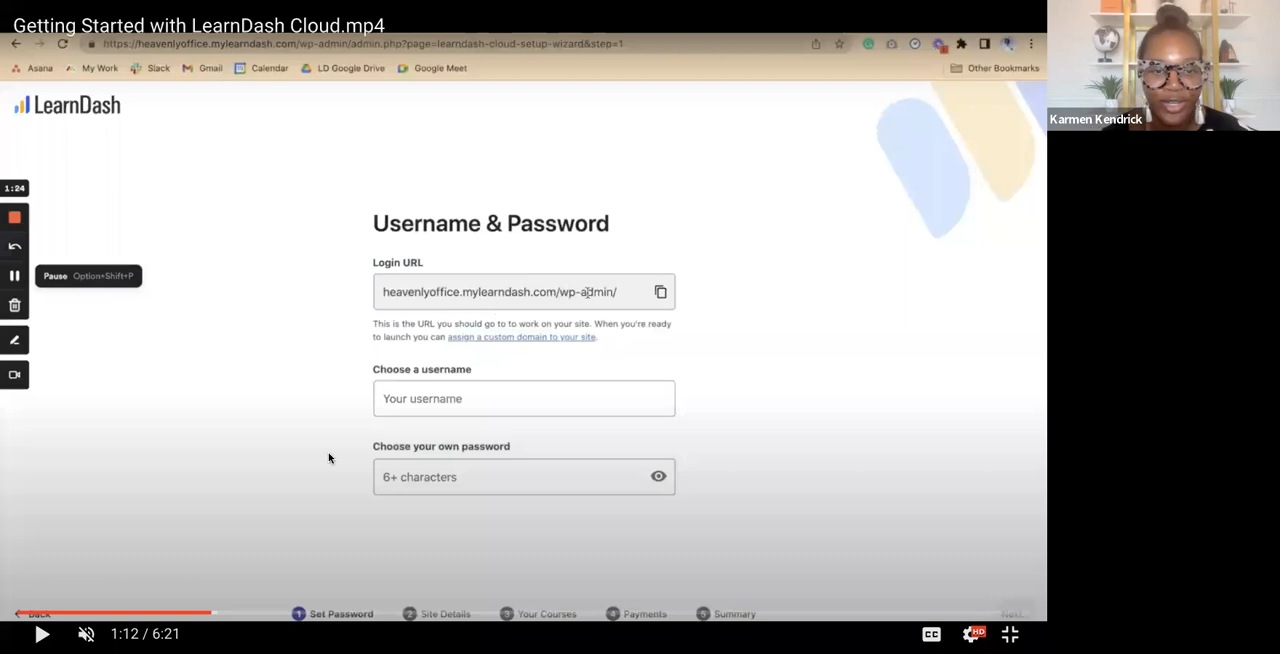 Getting Started with LearnDash Cloud.mp4
https://heavenlyoffice.mylearndash.com/wp-admin/admin.php?page=learndash-cloud-setup-wizard&step=1
Asana My Work Slack Gmail Calendar LD Google Drive Google Meet Other Bookmarks
LearnDash
Karmen Kendrick
1:24
Username & Password
Login URL
Pause Option+Shift+P
heavenlyoffice.mylearndash.com/wp-admin/
This is the URL you should go to to work on your site. When you're ready
to launch you can assign a custom domain to your site.
Choose a username
Your username
Choose your own password
6+ characters
Back 1 Set Password 2 Site Details 3 Your Courses 4 Payments 5 Summary Next
1:12 / 6:21 CC HD